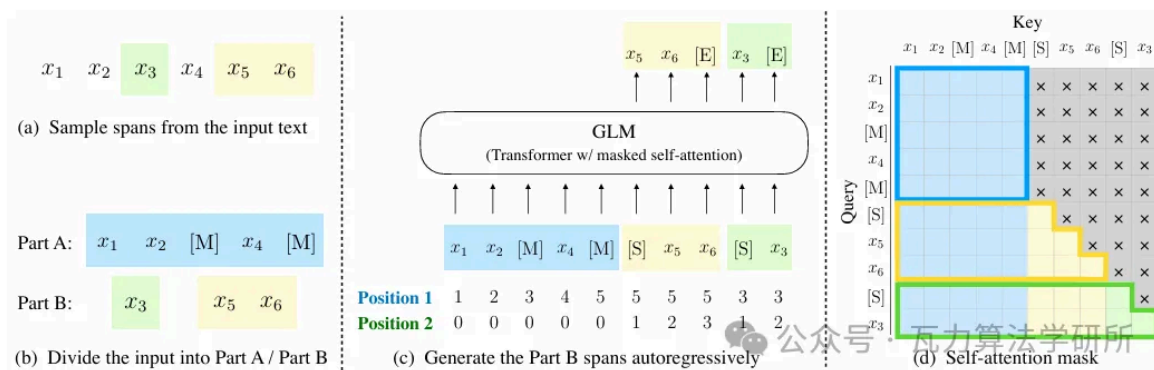 x1 x2 x3 x4 x5 x6
(a) Sample spans from the input text
Part A: x1 x2 [M] x4 [M]
Part B: x3 x5 x6
(b) Divide the input into Part A / Part B
x5 x6 [E] x3 [E]
GLM
(Transformer w/ masked self-attention)
x1 x2 [M] x4 [M] [S] x5 x6 [S] x3
Position 1 1 2 3 4 5 5 5 5 3 3
Position 2 0 0 0 0 0 1 2 3 1 2
(c) Generate the Part B spans autoregressively
Key
x1 x2 [M] x4 [M] [S] x5 x6 [S] x3
Query
x1 × × × × ×
x2 × × × × ×
[M] × × × × ×
x4 × × × × ×
[M] × × × × ×
[S] × × × ×
x5 × × ×
x6 × ×
[S] ×
x3
(d) Self-attention mask
公众号 · 瓦力算法学研所